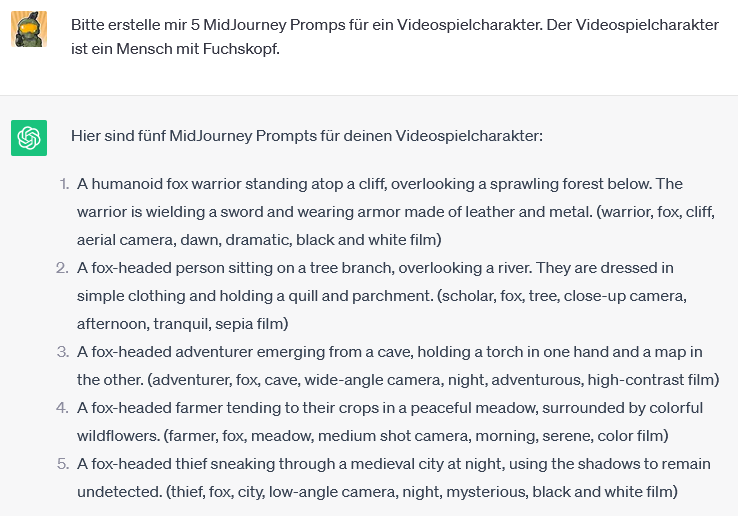 Bitte erstelle mir 5 MidJourney Promps für ein Videospielcharakter. Der Videospielcharakter
ist ein Mensch mit Fuchskopf.
Hier sind fünf MidJourney Prompts für deinen Videospielcharakter:
1. A humanoid fox warrior standing atop a cliff, overlooking a sprawling forest below. The
warrior is wielding a sword and wearing armor made of leather and metal. (warrior, fox, cliff,
aerial camera, dawn, dramatic, black and white film)
2. A fox-headed person sitting on a tree branch, overlooking a river. They are dressed in
simple clothing and holding a quill and parchment. (scholar, fox, tree, close-up camera,
afternoon, tranquil, sepia film)
3. A fox-headed adventurer emerging from a cave, holding a torch in one hand and a map in
the other. (adventurer, fox, cave, wide-angle camera, night, adventurous, high-contrast film)
4. A fox-headed farmer tending to their crops in a peaceful meadow, surrounded by colorful
wildflowers. (farmer, fox, meadow, medium shot camera, morning, serene, color film)
5. A fox-headed thief sneaking through a medieval city at night, using the shadows to remain
undetected. (thief, fox, city, low-angle camera, night, mysterious, black and white film)